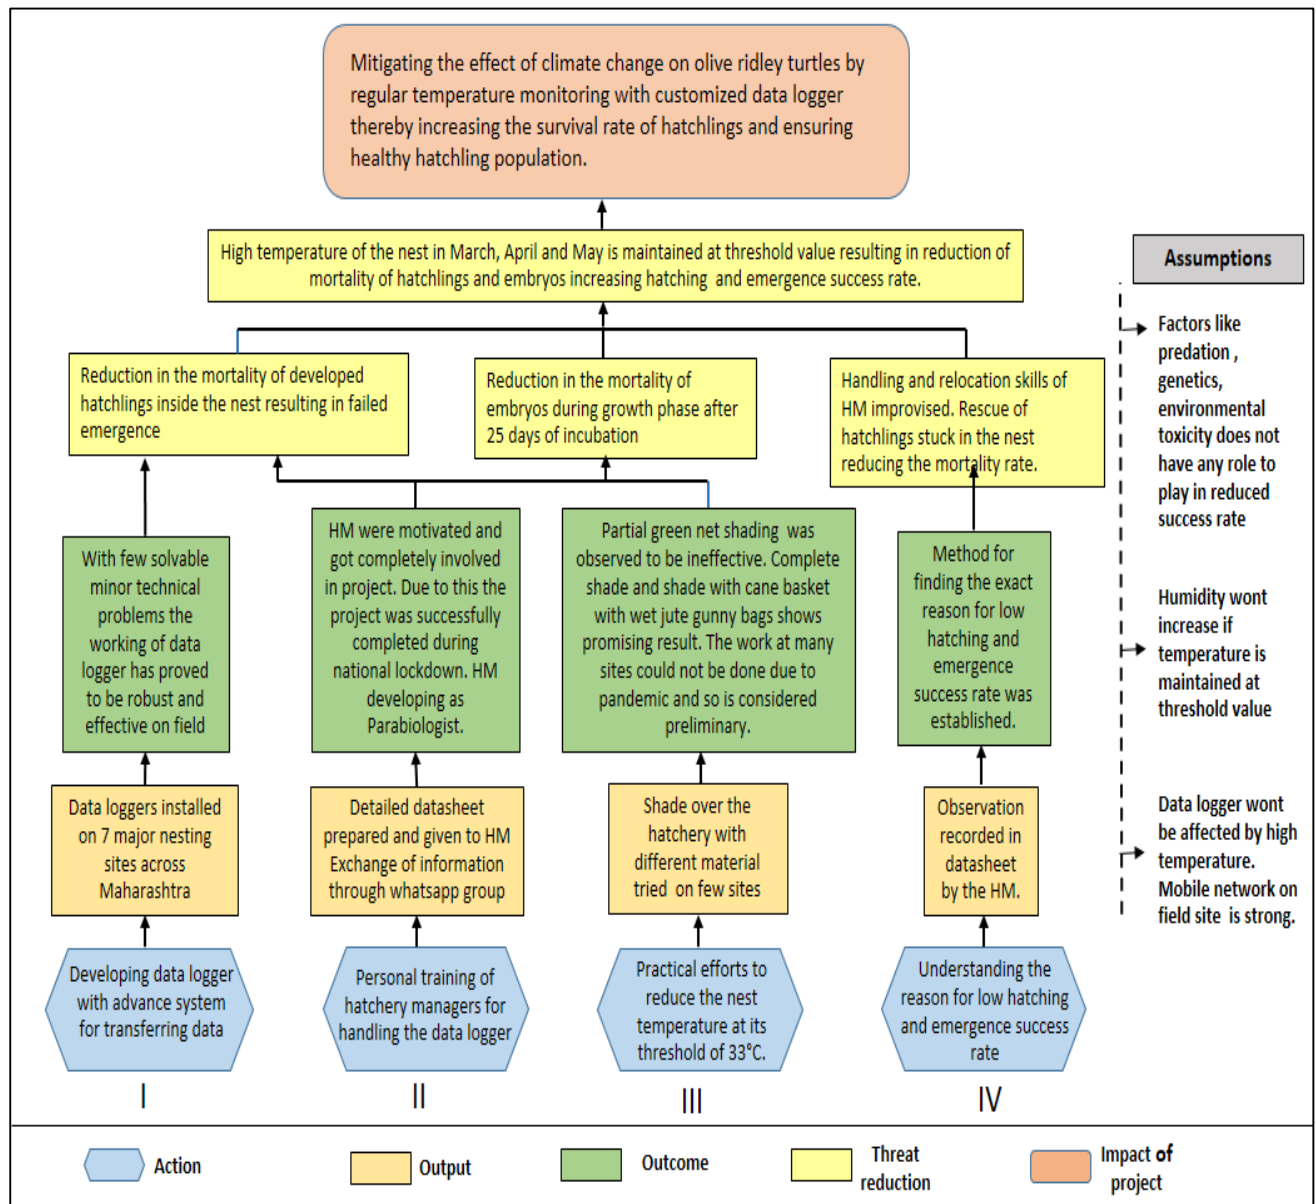 Mitigating the effect of climate change on olive ridley turtles by
regular temperature monitoring with customized data logger
thereby increasing the survival rate of hatchlings and ensuring
healthy hatchling population.
High temperature of the nest in March, April and May is maintained at threshold value resulting in reduction of
mortality of hatchlings and embryos increasing hatching and emergence success rate.
Reduction in the mortality of developed
hatchlings inside the nest resulting in failed
emergence
Reduction in the mortality of
embryos during growth phase after
25 days of incubation
Handling and relocation skills of
HM improvised. Rescue of
hatchlings stuck in the nest
reducing the mortality rate.
With few solvable
minor technical
problems the
working of data
logger has proved
to be robust and
effective on field
HM were motivated and
got completely involved
in project. Due to this the
project was successfully
completed during
national lockdown. HM
developing as
Parabiologist.
Partial green net shading was
observed to be ineffective. Complete
shade and shade with cane basket
with wet jute gunny bags shows
promising result. The work at many
sites could not be done due to
pandemic and so is considered
preliminary.
Method for
finding the exact
reason for low
hatching and
emergence
success rate was
established.
Data loggers installed
on 7 major nesting
sites across
Maharashtra
Detailed datasheet
prepared and given to HM
Exchange of information
through whatsapp group
Shade over the
hatchery with
different material
tried on few sites
Observation
recorded in
datasheet
by the HM.
Developing data logger
with advance system
for transferring data
Personal training of
hatchery managers for
handling the data logger
Practical efforts to
reduce the nest
temperature at its
threshold of 33°C.
Understanding the
reason for low hatching
and emergence success
rate
I
II
III
IV
Assumptions
Factors like
predation ,
genetics,
environmental
toxicity does not
have any role to
play in reduced
success rate
Humidity wont
increase if
temperature is
maintained at
threshold value
Data logger wont
be affected by high
temperature.
Mobile network on
field site is strong.
Action
Output
Outcome
Threat
reduction
Impact of
project